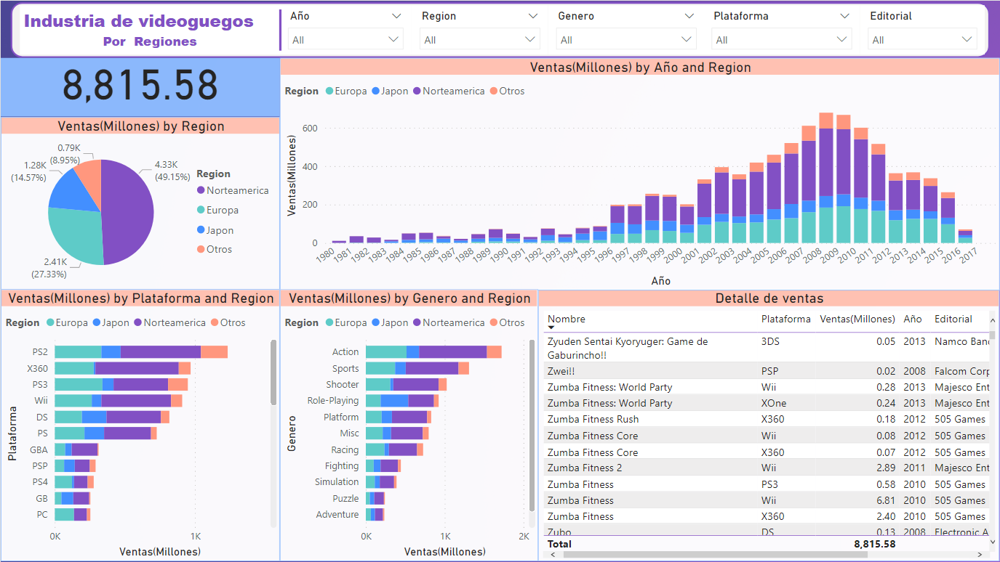 Industria de videoguegos
Por Regiones
Año
All
Region
All
Genero
All
Plataforma
All
Editorial
All
8,815.58
Ventas(Millones) by Region
0.79K
(8.95%)
1.28K
(14.57%)
4.33K
(49.15%)
2.41K
(27.33%)
Region
Norteamerica
Europa
Japon
Otros
Ventas(Millones) by Año and Region
Region Europa Japon Norteamerica Otros
Ventas(Millones)
600
400
200
0
1980 1981 1982 1983 1984 1985 1986 1987 1988 1989 1990 1991 1992 1993 1994 1995 1996 1997 1998 1999 2000 2001 2002 2003 2004 2005 2006 2007 2008 2009 2010 2011 2012 2013 2014 2015 2016 2017
Año
Ventas(Millones) by Plataforma and Region
Region Europa Japon Norteamerica Otros
Plataforma
PS2
X360
PS3
Wii
DS
PS
GBA
PSP
PS4
GB
PC
0K 1K
Ventas(Millones)
Ventas(Millones) by Genero and Region
Region Europa Japon Norteamerica Otros
Genero
Action
Sports
Shooter
Role-Playing
Platform
Misc
Racing
Fighting
Simulation
Puzzle
Adventure
0K 1K 2K
Ventas(Millones)
Detalle de ventas
Nombre Plataforma Ventas(Millones) Año Editorial
Zyuden Sentai Kyoryuger: Game de 3DS 0.05 2013 Namco Banc
Gaburincho!!
Zwei!! PSP 0.02 2008 Falcom Corp
Zumba Fitness: World Party Wii 0.28 2013 Majesco Ent
Zumba Fitness: World Party XOne 0.24 2013 Majesco Ent
Zumba Fitness Rush X360 0.18 2012 505 Games
Zumba Fitness Core Wii 0.08 2012 505 Games
Zumba Fitness Core X360 0.07 2012 505 Games
Zumba Fitness 2 Wii 2.89 2011 Majesco Ent
Zumba Fitness PS3 0.58 2010 505 Games
Zumba Fitness Wii 6.81 2010 505 Games
Zumba Fitness X360 2.40 2010 505 Games
Zubo DS 0.13 2008 Electronic A
Total 8,815.58